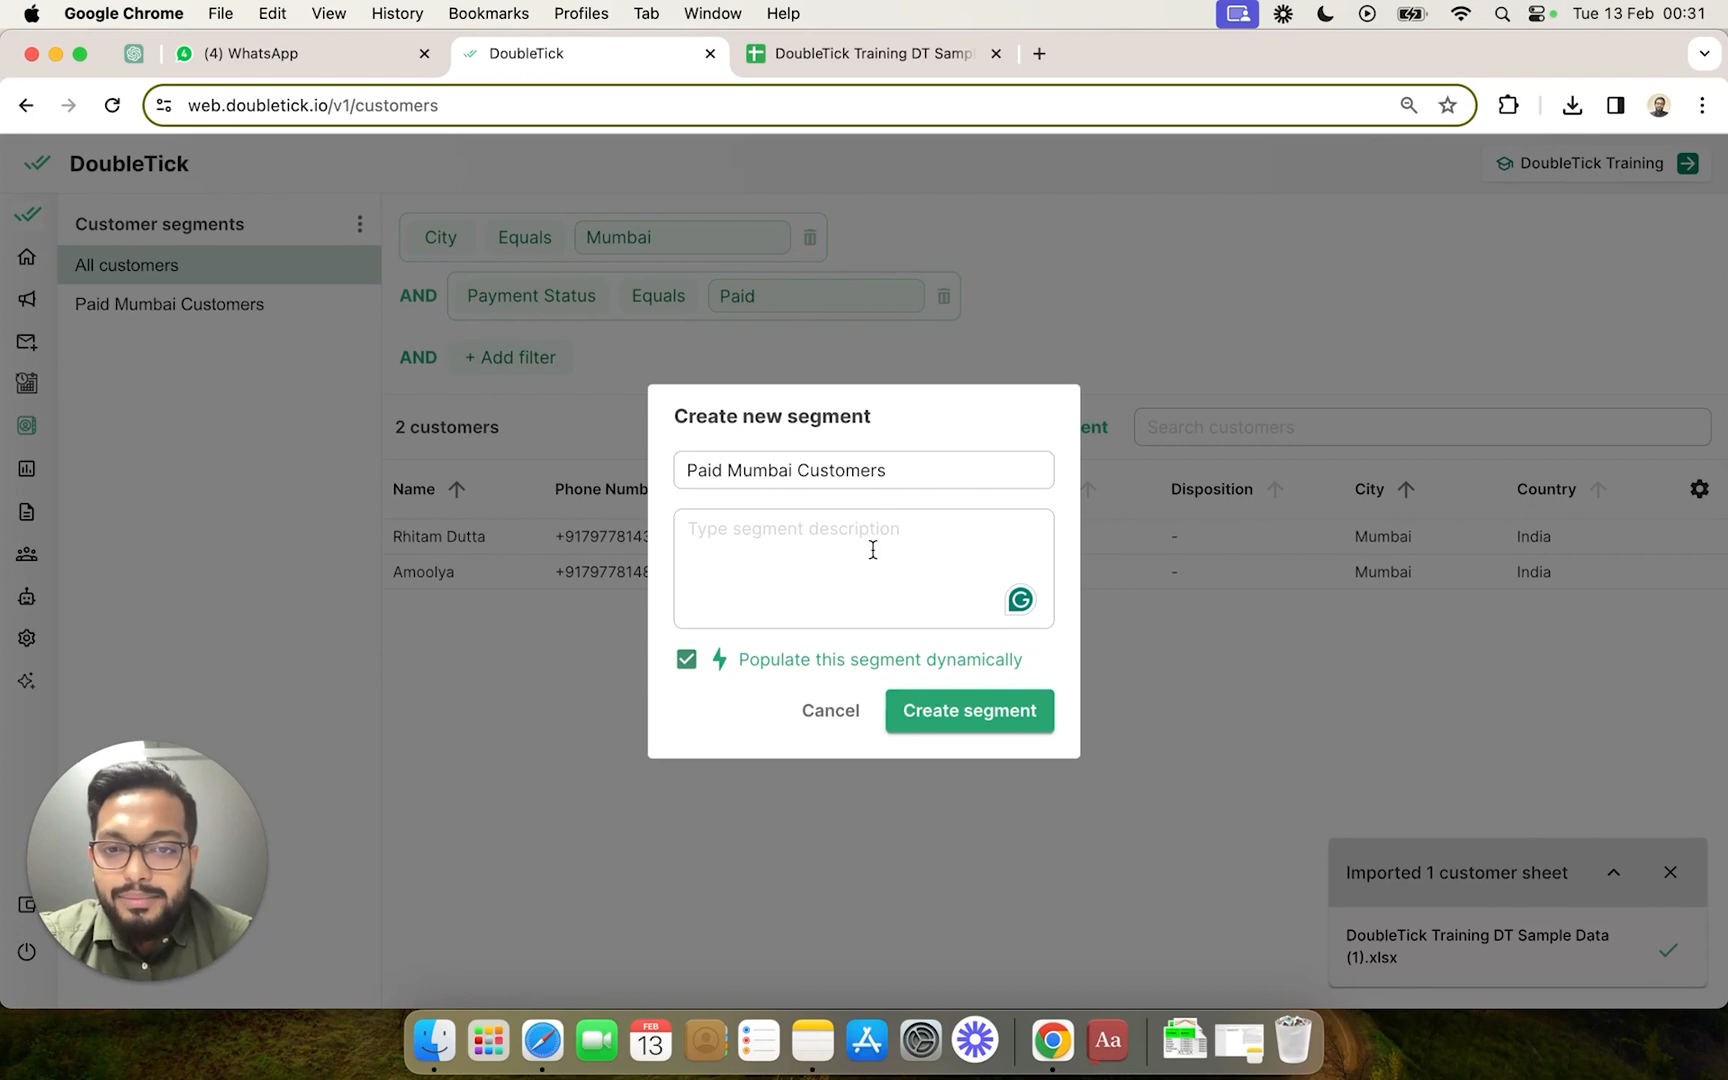 Google Chrome File Edit View History Bookmarks Profiles Tab Window Help Tue 13 Feb 00:31
(4) WhatsApp DoubleTick DoubleTick Training DT Samp
web.doubletick.io/v1/customers
DoubleTick DoubleTick Training
Customer segments
All customers
Paid Mumbai Customers
City Equals Mumbai
AND Payment Status Equals Paid
AND + Add filter
Create new segment
Paid Mumbai Customers
Type segment description
Populate this segment dynamically
Cancel Create segment
2 customers ent Search customers
Name Phone Numb Disposition City Country
Rhitam Dutta +9179778143 - Mumbai India
Amoolya +9179778148 - Mumbai India
Imported 1 customer sheet
DoubleTick Training DT Sample Data
(1).xlsx
FEB
13
Aa